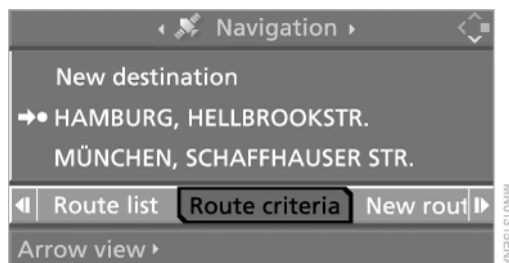 Navigation
New destination
HAMBURG, HELLBROOKSTR.
MÜNCHEN, SCHAFFHAUSER STR.
Route list Route criteria New rout
Arrow view